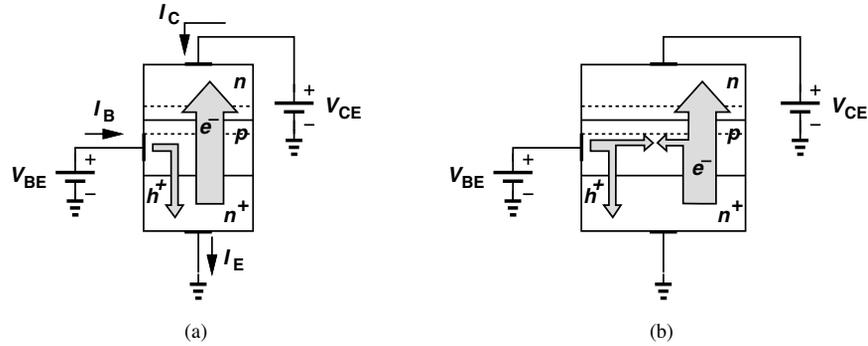 I_C
n
+
V_CE
−
I_B
e⁻
p
+
V_BE
−
h⁺
n⁺
I_E
(a)
n
+
V_CE
−
p
e⁻
+
V_BE
−
h⁺
n⁺
(b)